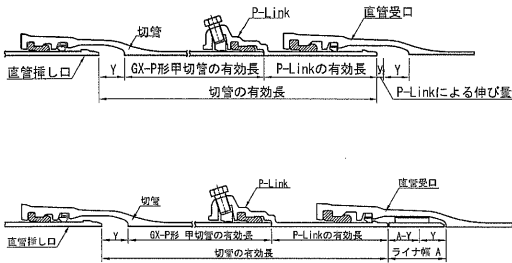 P-Link
直管受口
切管
直管挿し口
Y
GX-P形甲切管の有効長
P-Linkの有効長
y
Y
切管の有効長
P-Linkによる伸び量
P-Link
直管受口
切管
直管挿し口
Y
GX-P形 甲切管の有効長
P-Linkの有効長
A-Y
Y
切管の有効長
ライナ幅 A